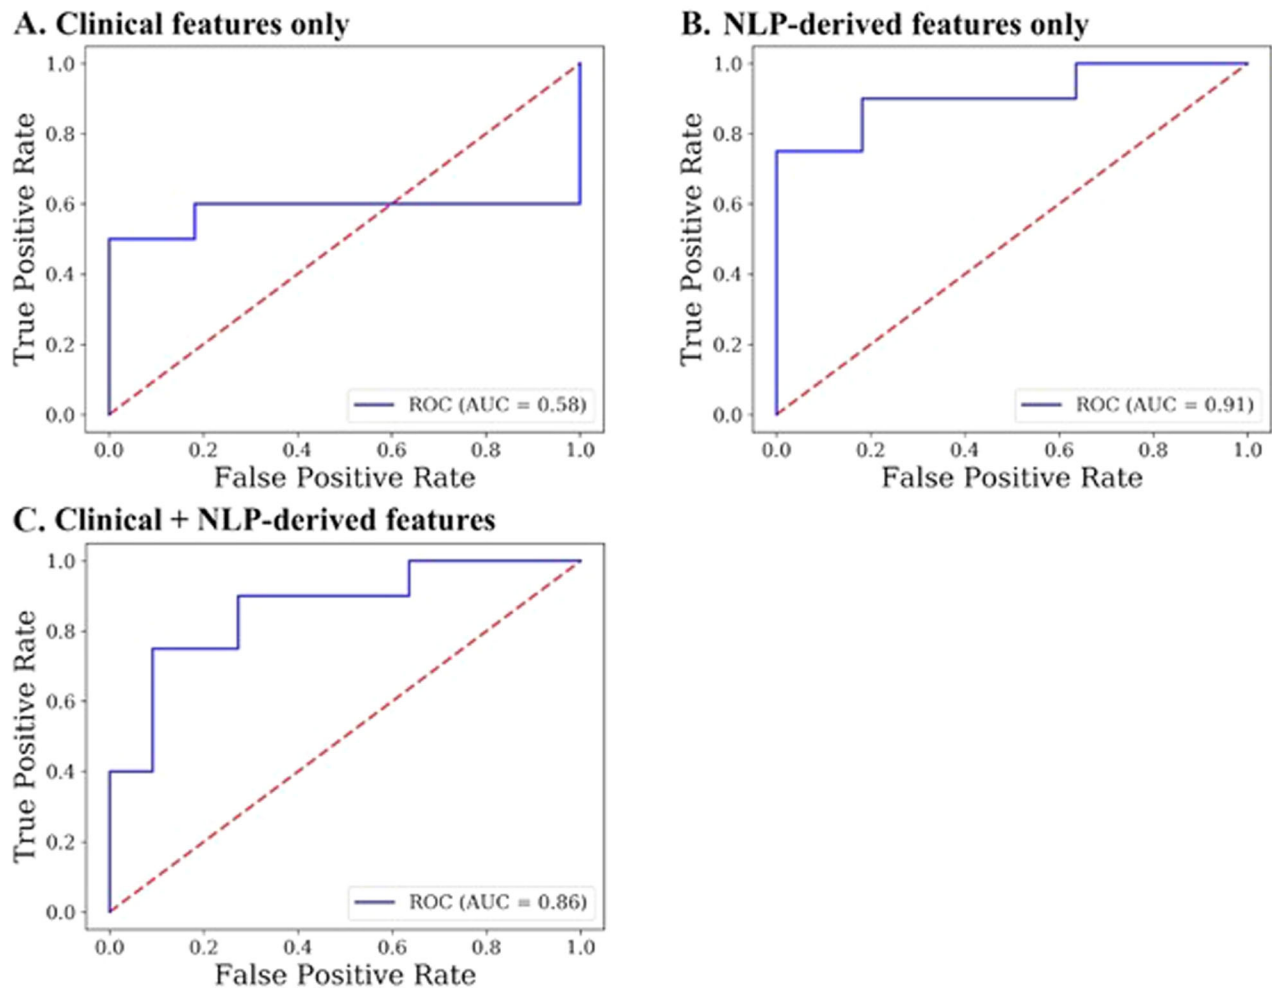 A. Clinical features only
1.0
0.8
0.6
0.4
0.2
0.0
True Positive Rate
ROC (AUC = 0.58)
0.0 0.2 0.4 0.6 0.8 1.0
False Positive Rate
B. NLP-derived features only
1.0
0.8
0.6
0.4
0.2
0.0
True Positive Rate
ROC (AUC = 0.91)
0.0 0.2 0.4 0.6 0.8 1.0
False Positive Rate
C. Clinical + NLP-derived features
1.0
0.8
0.6
0.4
0.2
0.0
True Positive Rate
ROC (AUC = 0.86)
0.0 0.2 0.4 0.6 0.8 1.0
False Positive Rate